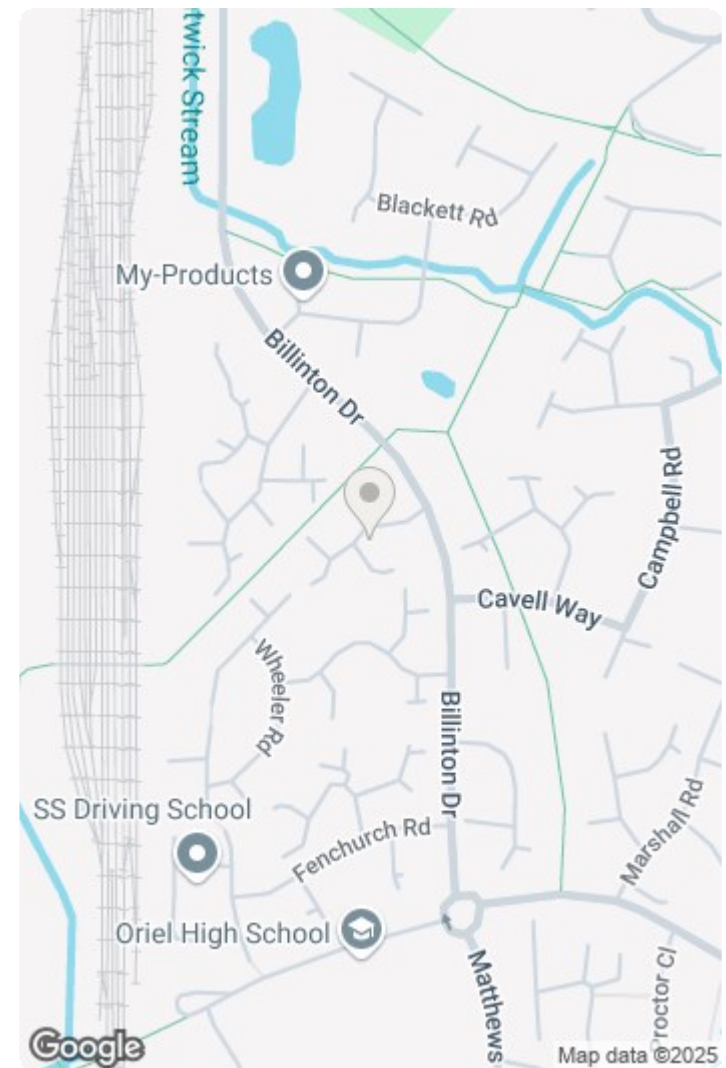 twick Stream
Blackett Rd
My-Products
Billinton Dr
Campbell Rd
Cavell Way
Wheeler Rd
Billinton Dr
SS Driving School
Marshall Rd
Fenchurch Rd
Oriel High School
Matthews
Proctor Cl
Google
Map data ©2025